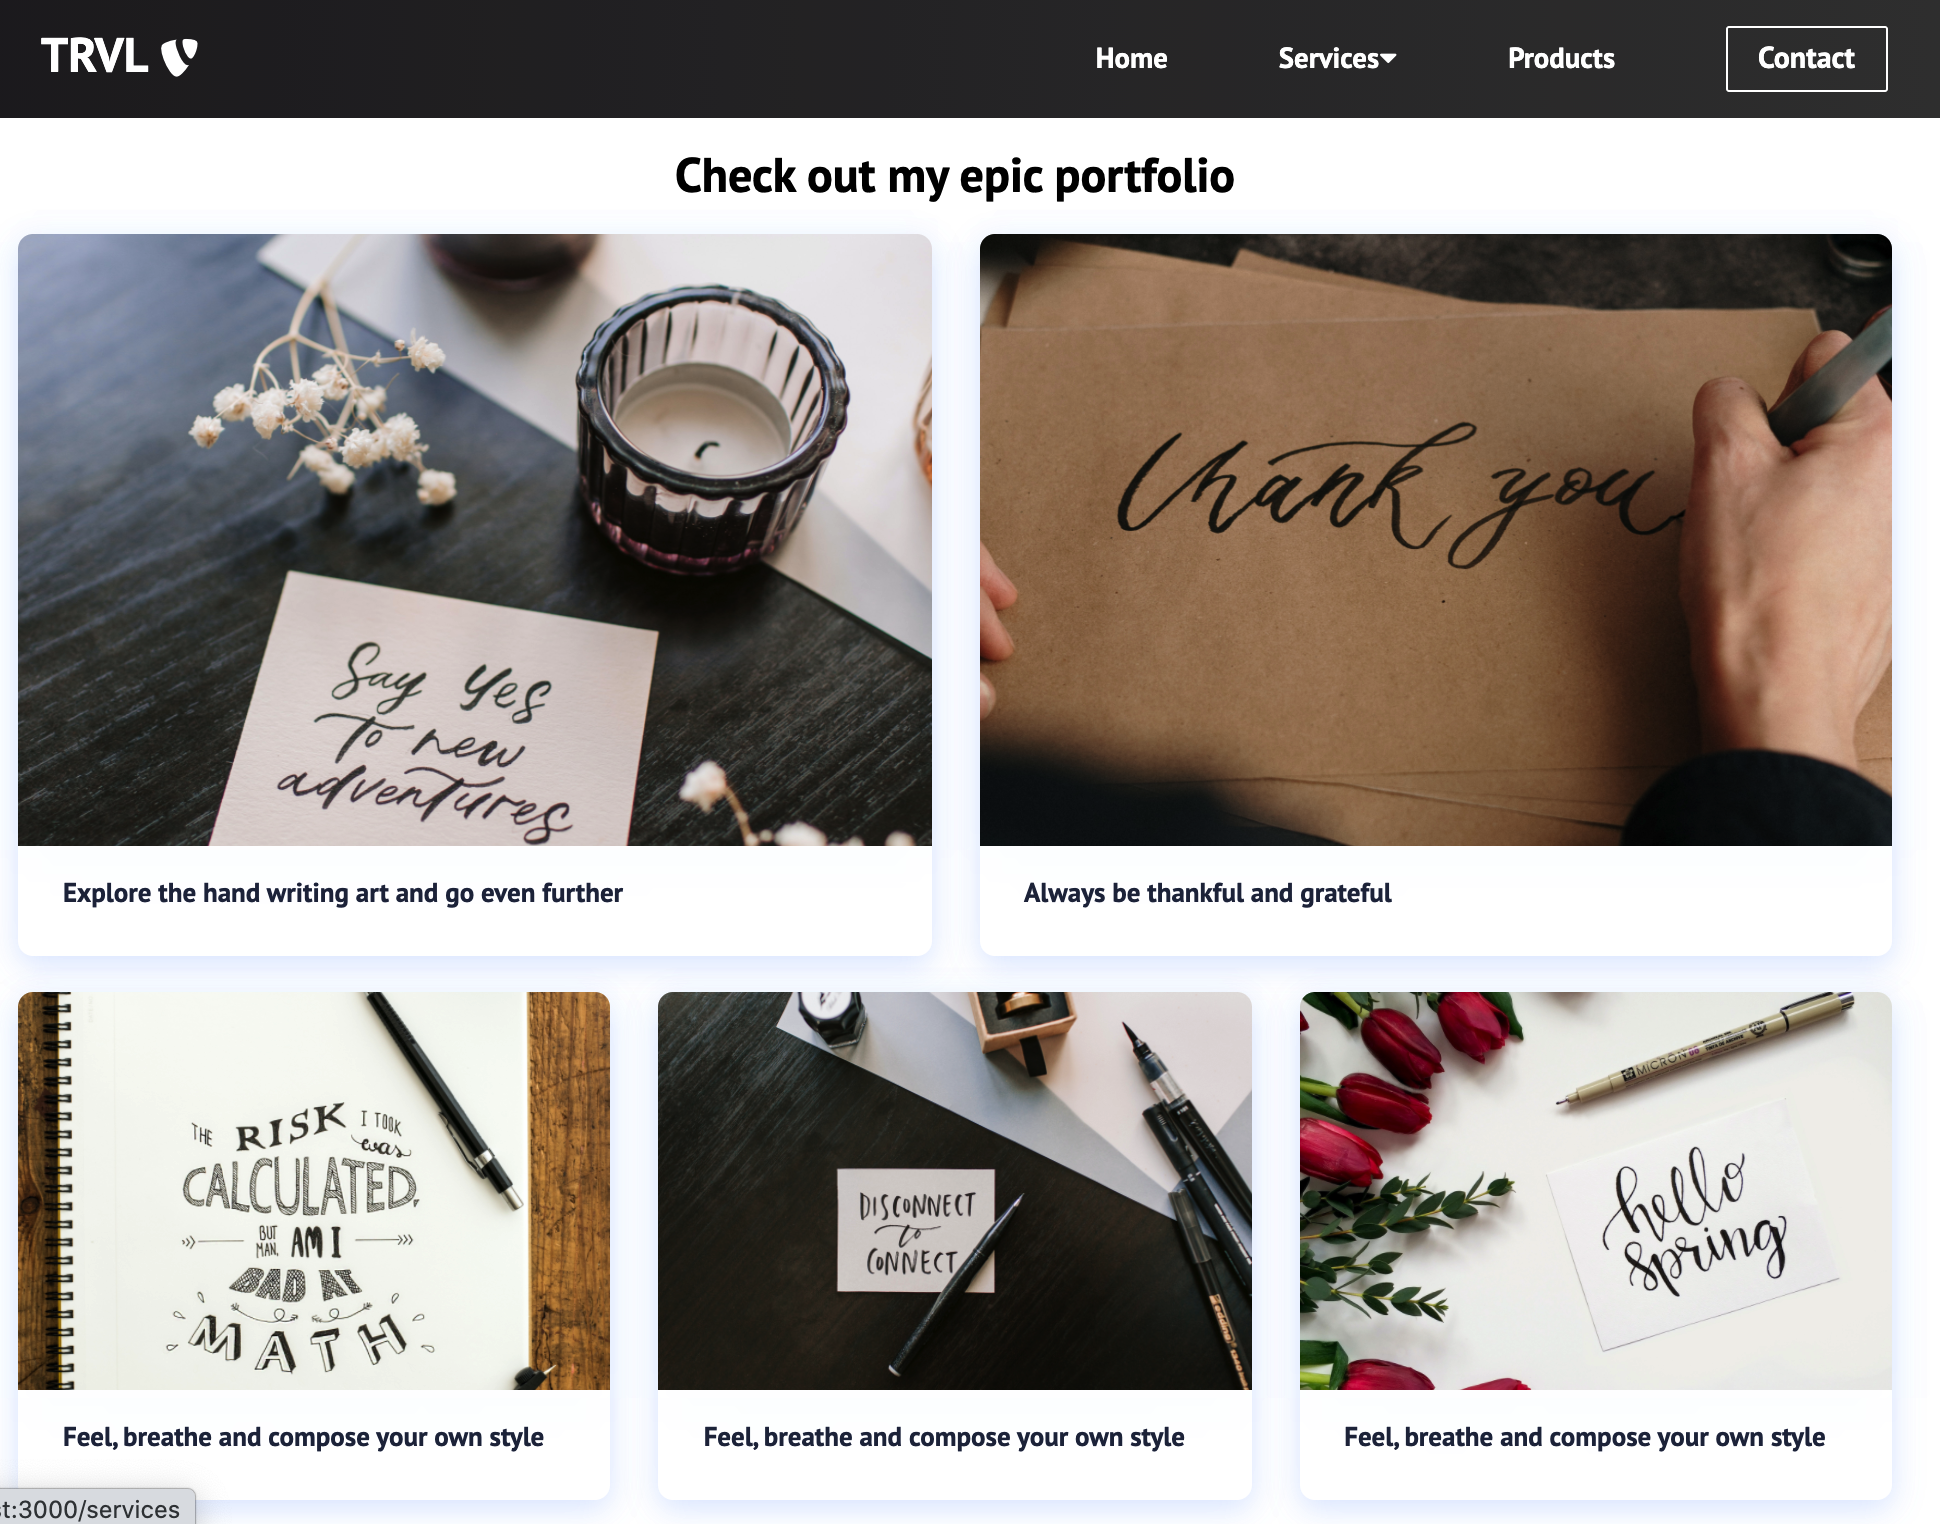 TRVL
Home
Services
Products
Contact
Check out my epic portfolio
Say yes
To new
adventures
Thank you
Explore the hand writing art and go even further
Always be thankful and grateful
THE RISK I TOOK
was
CALCULATED,
BUT
MAN, AM I
BAD AT
MATH
DISCONNECT
to
CONNECT
MICRON
hello
spring
Feel, breathe and compose your own style
Feel, breathe and compose your own style
Feel, breathe and compose your own style
t:3000/services